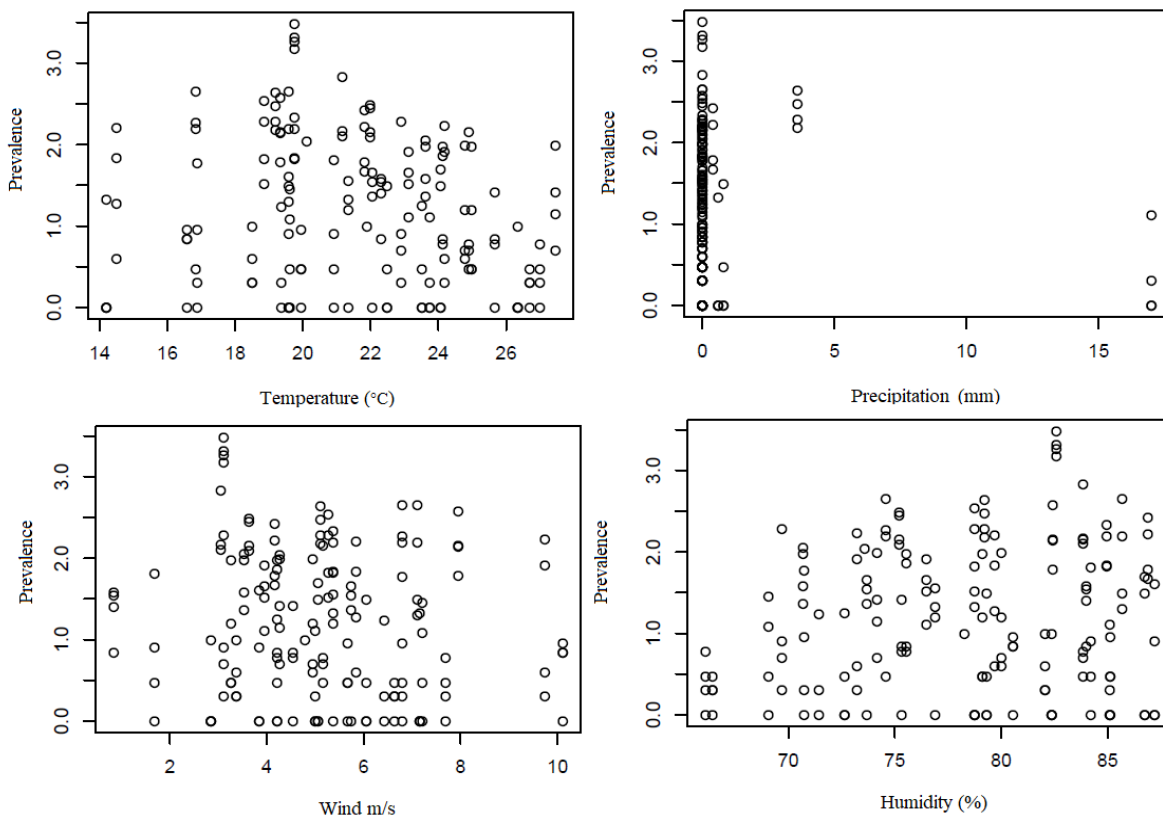 Prevalence
0.0 1.0 2.0 3.0
14 16 18 20 22 24 26
Temperature (°C)
Prevalence
0.0 1.0 2.0 3.0
0 5 10 15
Precipitation (mm)
Prevalence
0.0 1.0 2.0 3.0
2 4 6 8 10
Wind m/s
Prevalence
0.0 1.0 2.0 3.0
70 75 80 85
Humidity (%)